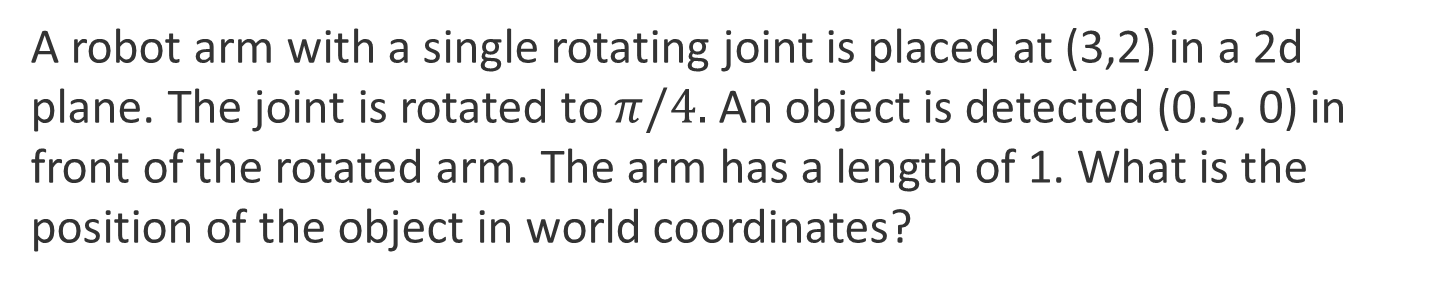 A robot arm with a single rotating joint is placed at (3,2) in a 2d
plane. The joint is rotated to 𝜋/4. An object is detected (0.5, 0) in
front of the rotated arm. The arm has a length of 1. What is the
position of the object in world coordinates?